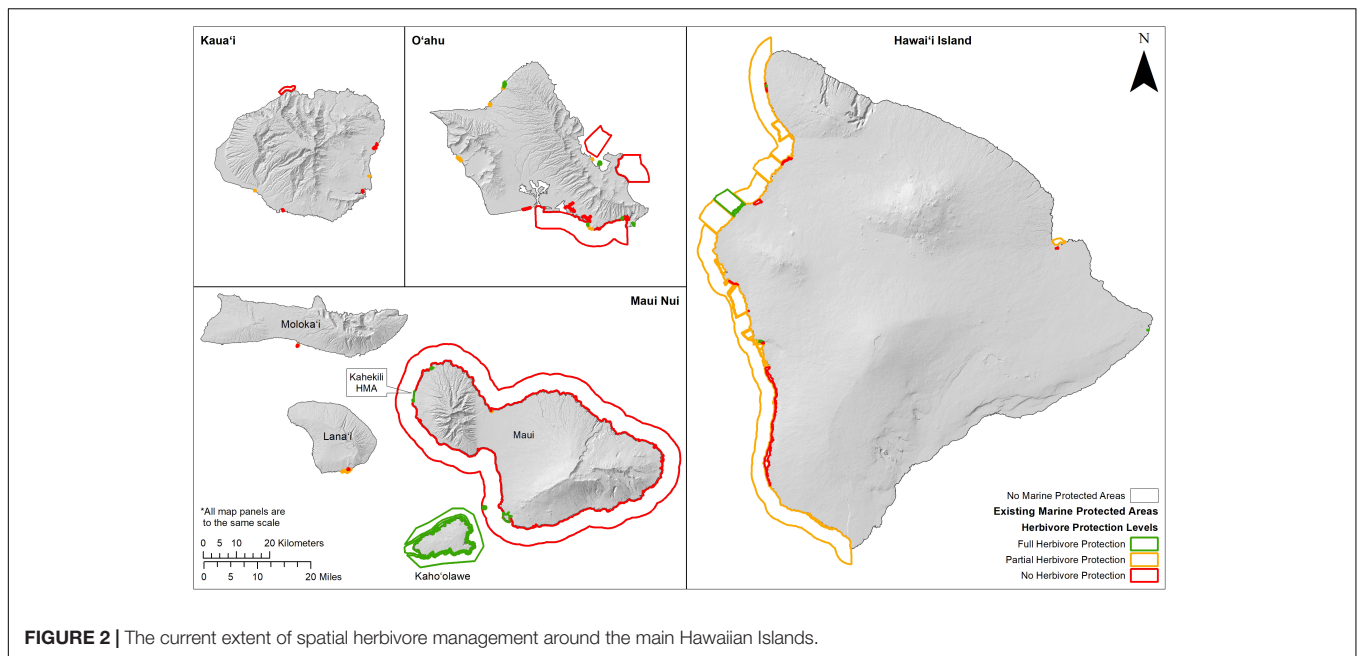 Kaua‘i
O‘ahu
Hawai‘i Island
N
Maui Nui
Moloka‘i
Kahekili
HMA
Lana‘i
Maui
*All map panels are
to the same scale
0 5 10 20 Kilometers
0 5 10 20 Miles
Kaho‘olawe
No Marine Protected Areas
Existing Marine Protected Areas
Herbivore Protection Levels
Full Herbivore Protection
Partial Herbivore Protection
No Herbivore Protection
FIGURE 2 | The current extent of spatial herbivore management around the main Hawaiian Islands.